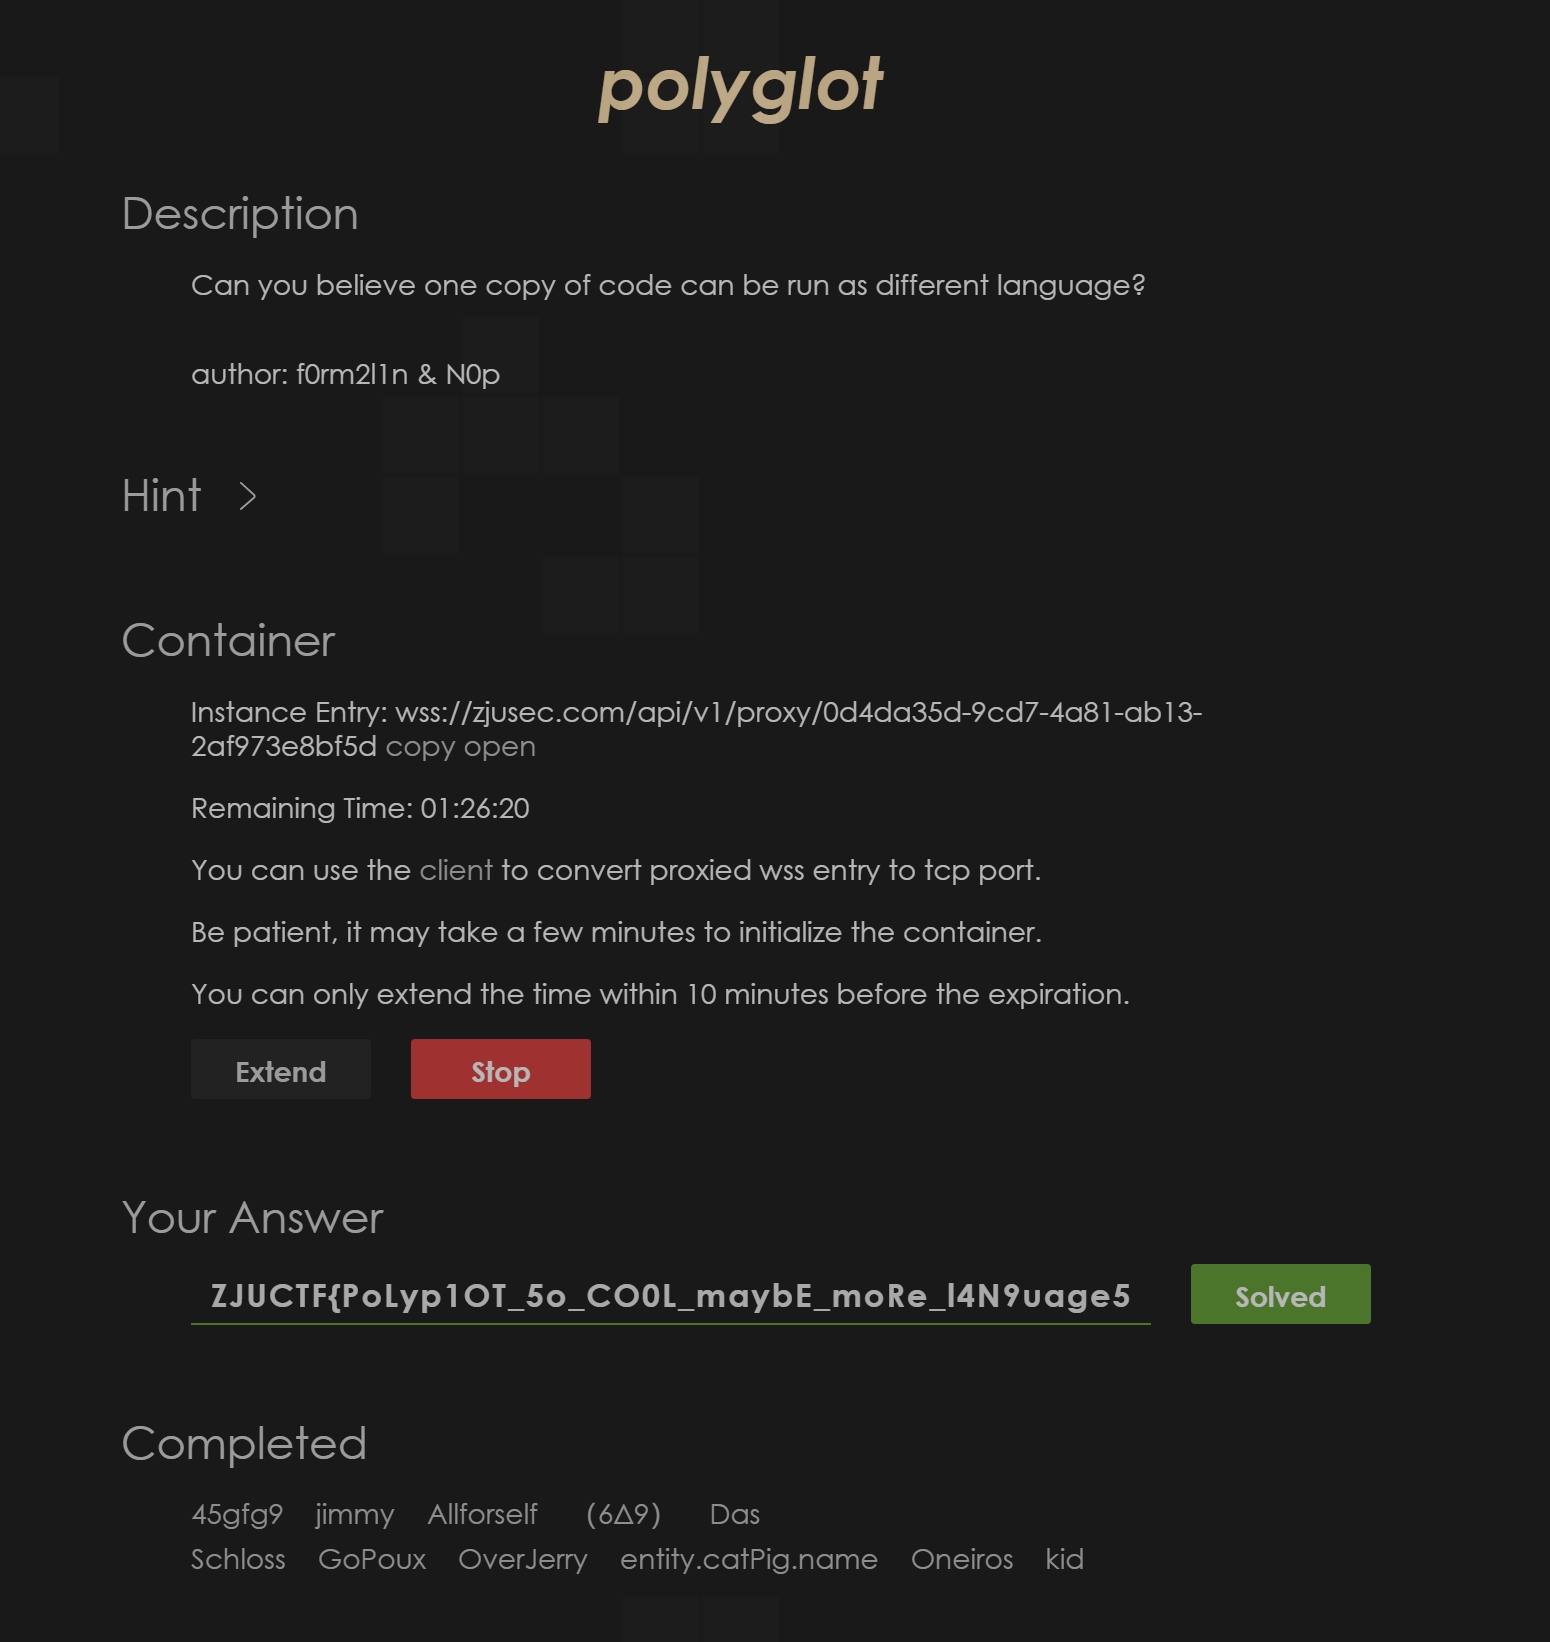 polyglot
Description
Can you believe one copy of code can be run as different language?
author: f0rm2l1n & N0p
Hint >
Container
Instance Entry: wss://zjusec.com/api/v1/proxy/0d4da35d-9cd7-4a81-ab13-
2af973e8bf5d copy open
Remaining Time: 01:26:20
You can use the client to convert proxied wss entry to tcp port.
Be patient, it may take a few minutes to initialize the container.
You can only extend the time within 10 minutes before the expiration.
Extend Stop
Your Answer
ZJUCTF{PoLyp1OT_5o_CO0L_maybE_moRe_l4N9uage5 Solved
Completed
45gfg9 jimmy Allforself (6Δ9) Das
Schloss GoPoux OverJerry entity.catPig.name Oneiros kid